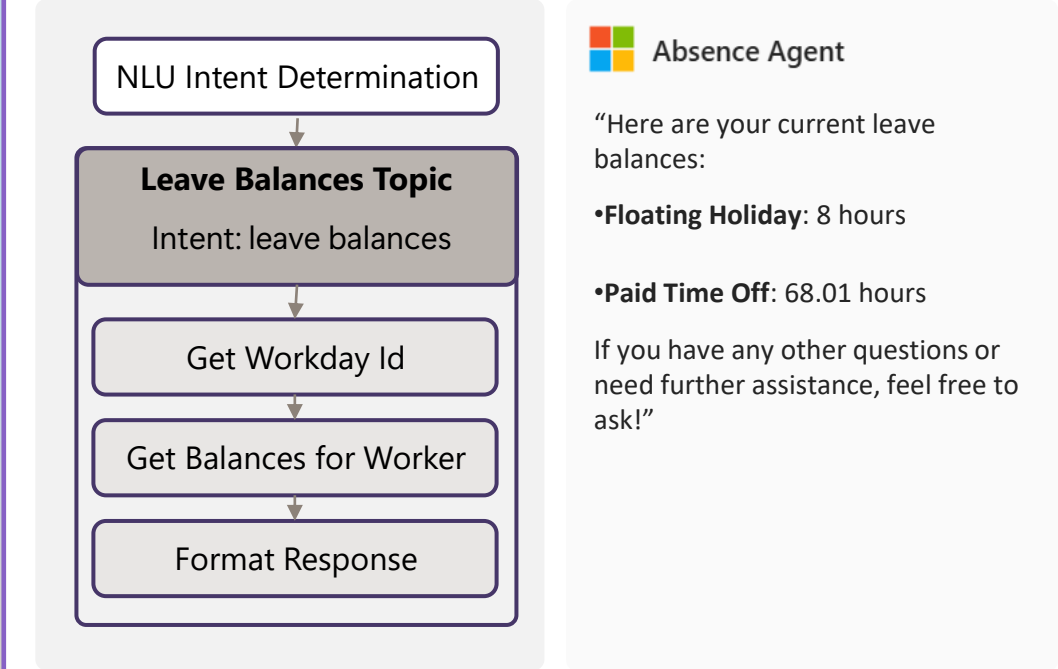 NLU Intent Determination
Leave Balances Topic
Intent: leave balances
Get Workday Id
Get Balances for Worker
Format Response
Absence Agent
“Here are your current leave
balances:
•Floating Holiday: 8 hours
•Paid Time Off: 68.01 hours
If you have any other questions or
need further assistance, feel free to
ask!”